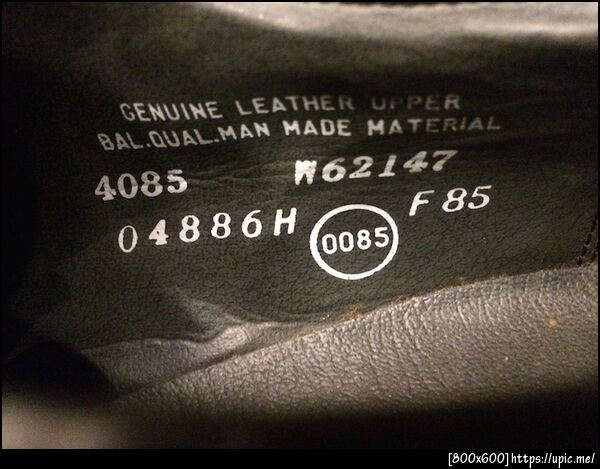 GENUINE LEATHER UPPER
BAL.QUAL.MAN MADE MATERIAL
4085 W62147
04886H 0085 F 85
[800x600]https://upic.me/